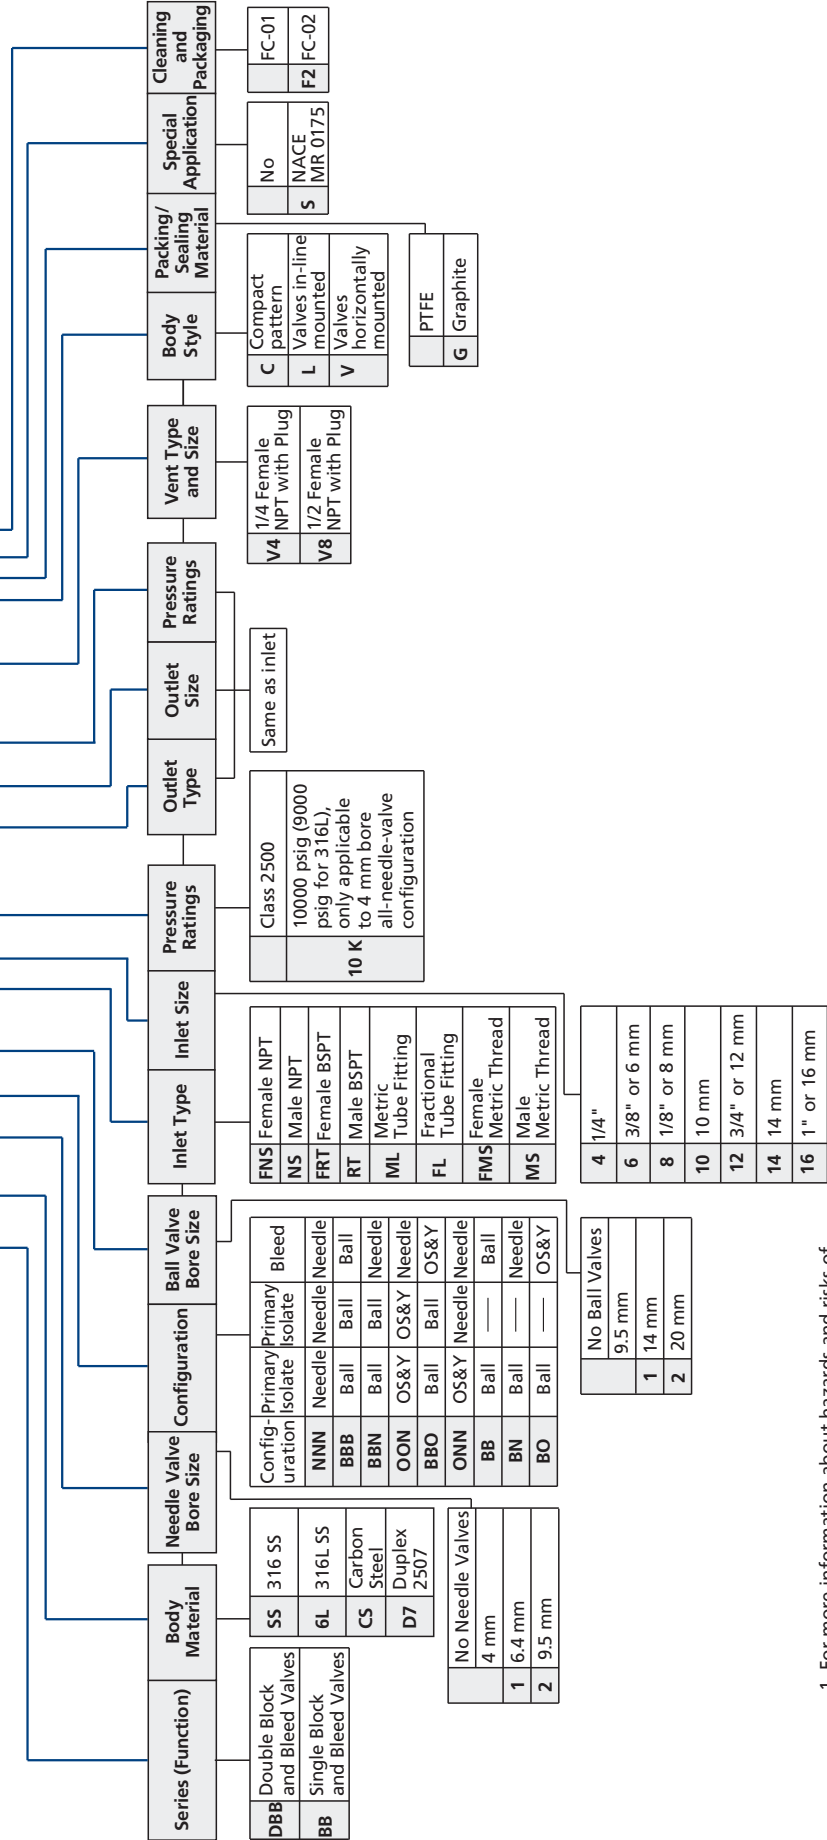 Series (Function)
Body
Material
Needle Valve
Bore Size
Configuration
Ball Valve
Bore Size
Inlet Type
Inlet Size
Pressure
Ratings
Outlet
Type
Outlet
Size
Pressure
Ratings
Vent Type
and Size
Body
Style
Packing/
Sealing
Material
Special
Application
Cleaning
and
Packaging
DBB Double Block
and Bleed Valves
BB Single Block
and Bleed Valves
SS 316 SS
6L 316L SS
CS Carbon
Steel
D7 Duplex
2507
No Needle Valves
4 mm
1 6.4 mm
2 9.5 mm
Config-
uration
Primary
Isolate
Primary
Isolate
Bleed
NNN Needle Needle Needle
BBB Ball Ball Ball
BBN Ball Ball Needle
OON OS&Y OS&Y Needle
BBO Ball Ball OS&Y
ONN OS&Y Needle Needle
BB Ball — Ball
BN Ball — Needle
BO Ball — OS&Y
No Ball Valves
9.5 mm
1 14 mm
2 20 mm
FNS Female NPT
NS Male NPT
FRT Female BSPT
RT Male BSPT
ML Metric
Tube Fitting
FL Fractional
Tube Fitting
FMS Female
Metric Thread
MS Male
Metric Thread
4 1/4"
6 3/8" or 6 mm
8 1/8" or 8 mm
10 10 mm
12 3/4" or 12 mm
14 14 mm
16 1" or 16 mm
Class 2500
10 K 10000 psig (9000
psig for 316L),
only applicable
to 4 mm bore
all-needle-valve
configuration
Same as inlet
V4 1/4 Female
NPT with Plug
V8 1/2 Female
NPT with Plug
C Compact
pattern
L Valves in-line
mounted
V Valves
horizontally
mounted
PTFE
G Graphite
No
S NACE
MR 0175
FC-01
F2 FC-02
1. For more information about hazards and risks of